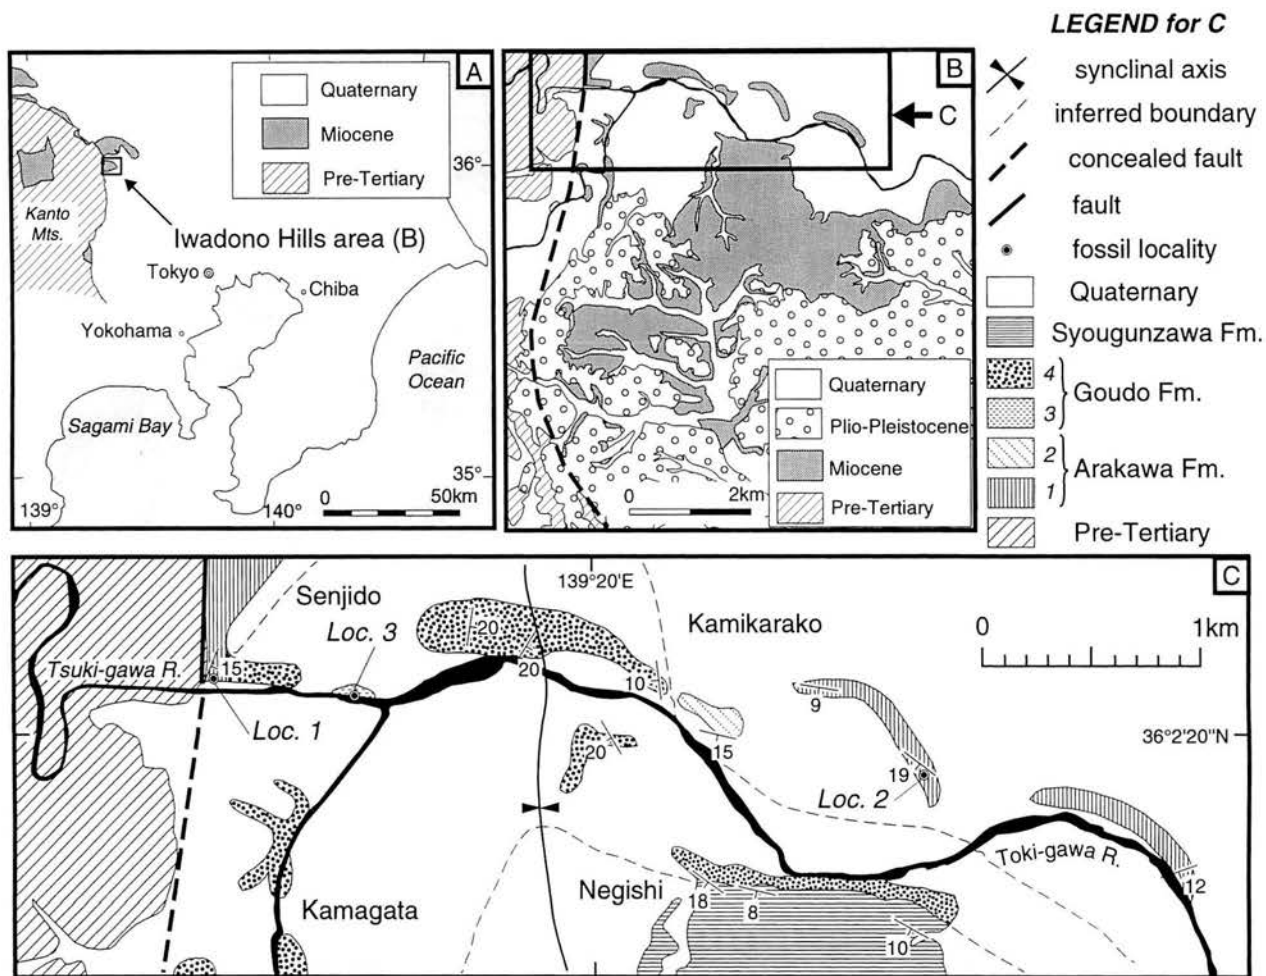 LEGEND for C
synclinal axis
inferred boundary
concealed fault
fault
fossil locality
Quaternary
Syougunzawa Fm.
4
3
Goudo Fm.
2
1
Arakawa Fm.
Pre-Tertiary
A
Quaternary
Miocene
Pre-Tertiary
36°
Kanto
Mts.
Iwadono Hills area (B)
Tokyo
Chiba
Yokohama
Pacific
Ocean
Sagami Bay
35°
0
50km
139°
140°
B
C
Quaternary
Plio-Pleistocene
Miocene
Pre-Tertiary
0
2km
C
139°20'E
Senjido
Kamikarako
0
1km
Loc. 3
20
Tsuki-gawa R.
15
20
10
9
Loc. 1
36°2'20"N
20
15
19
Loc. 2
Toki-gawa R.
Negishi
18
8
12
Kamagata
10